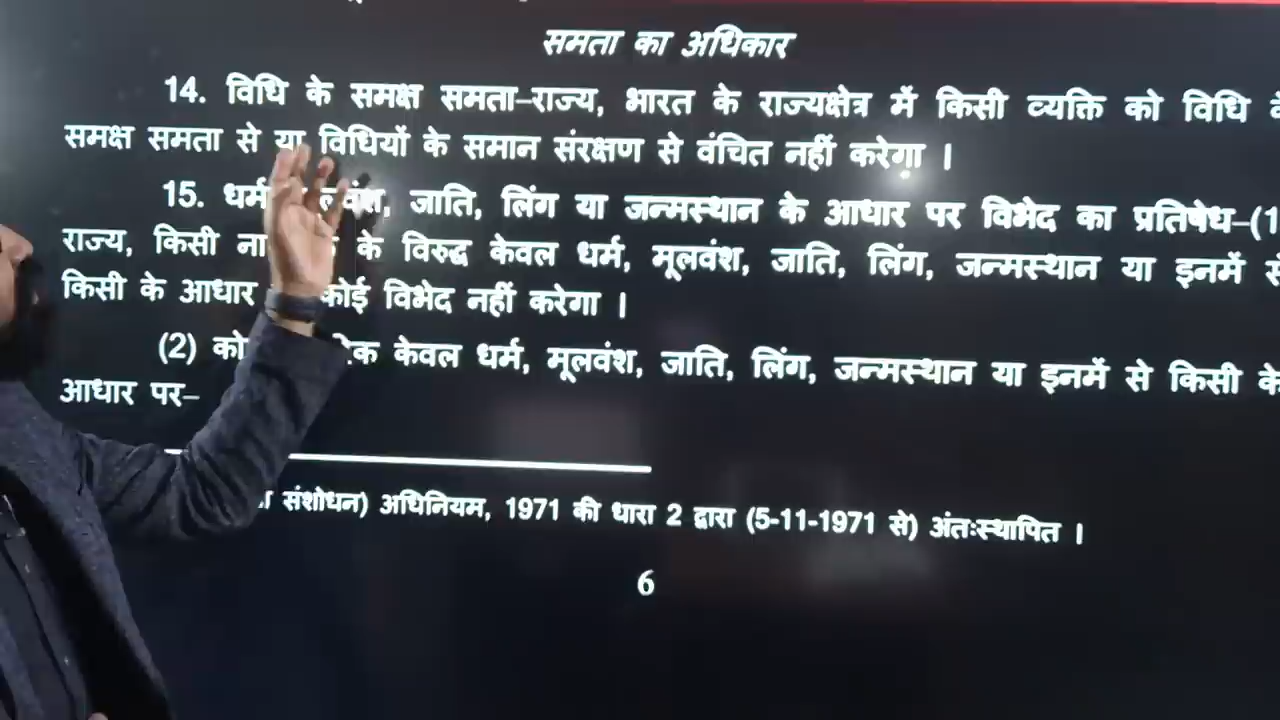 समता का अधिकार
14. विधि के समक्ष समता–राज्य, भारत के राज्यक्षेत्र में किसी व्यक्ति को विधि के
समक्ष समता से या विधियों के समान संरक्षण से वंचित नहीं करेगा ।
15. धर्म जाति, लिंग या जन्मस्थान के आधार पर विभेद का प्रतिषेध–(1
राज्य, किसी के विरुद्ध केवल धर्म, मूलवंश, जाति, लिंग, जन्मस्थान या इनमें से
किसी के आधार कोई विभेद नहीं करेगा ।
(2) केवल धर्म, मूलवंश, जाति, लिंग, जन्मस्थान या इनमें से किसी के
आधार पर–
संशोधन) अधिनियम, 1971 की धारा 2 द्वारा (5-11-1971 से) अंतःस्थापित ।
6